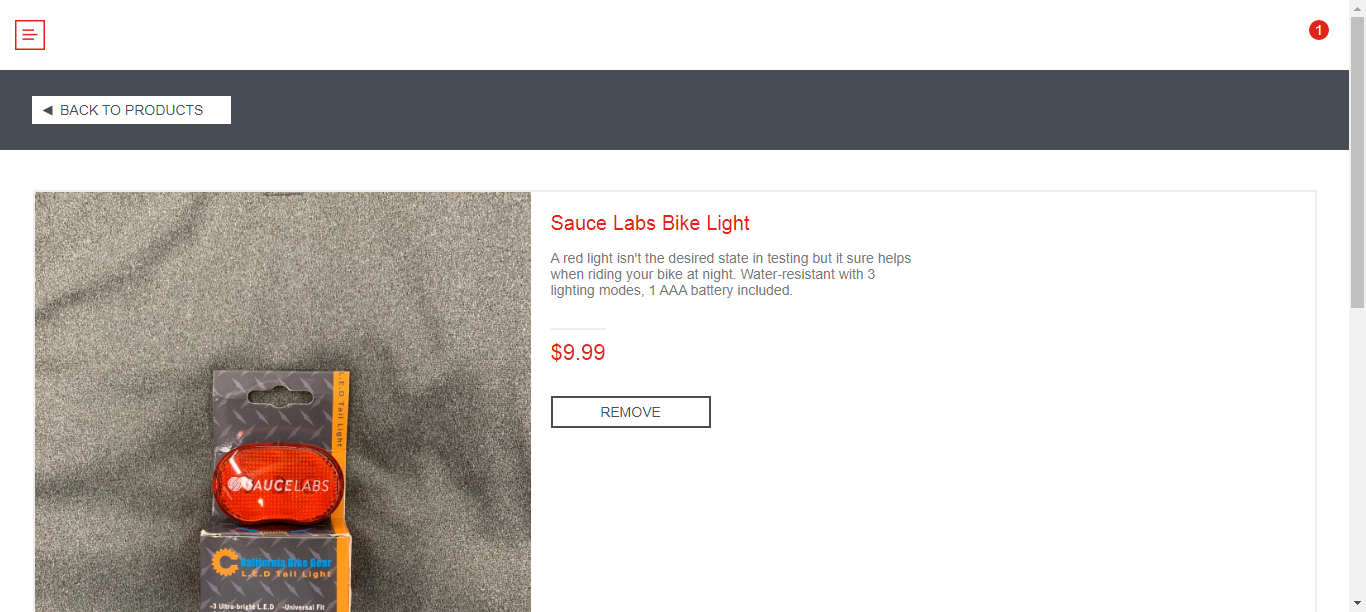 1
◄ BACK TO PRODUCTS
Sauce Labs Bike Light
A red light isn't the desired state in testing but it sure helps
when riding your bike at night. Water-resistant with 3
lighting modes, 1 AAA battery included.
$9.99
REMOVE
L.E.D Tail Light
SAUCELABS
California Bike Gear
L.E.D Tail Light
-3 Ultra-bright L.E.D -Universal Fit